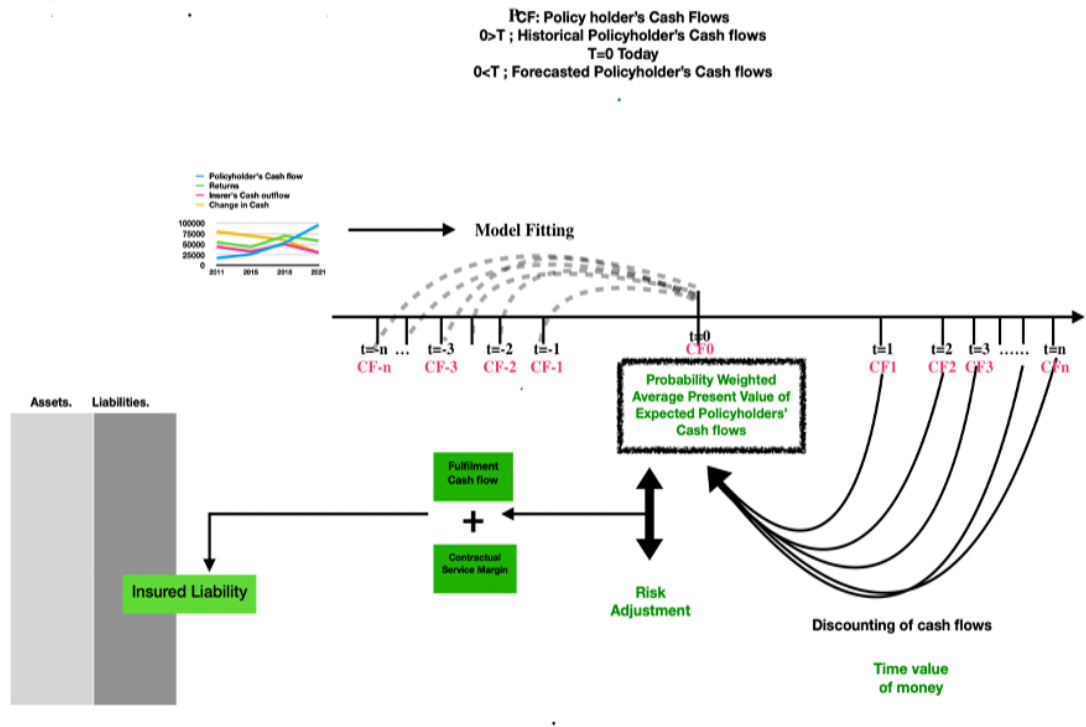 PCF: Policy holder's Cash Flows
0>T ; Historical Policyholder's Cash flows
T=0 Today
0<T ; Forecasted Policyholder's Cash flows
Policyholder's Cash flow
Returns
Insrer's Cash outflow
Change in Cash
100000
75000
50000
25000
0
2011 2015 2018 2021
Model Fitting
t=-n ... t=-3 t=-2 t=-1 t=0 t=1 t=2 t=3 ...... t=n
CF-n CF-3 CF-2 CF-1 CF0 CF1 CF2 CF3 CFn
Probability Weighted
Average Present Value of
Expected Policyholders'
Cash flows
Assets. Liabilities.
Fulfilment
Cash flow
+
Contractual
Service Margin
Insured Liability
Risk
Adjustment
Discounting of cash flows
Time value
of money